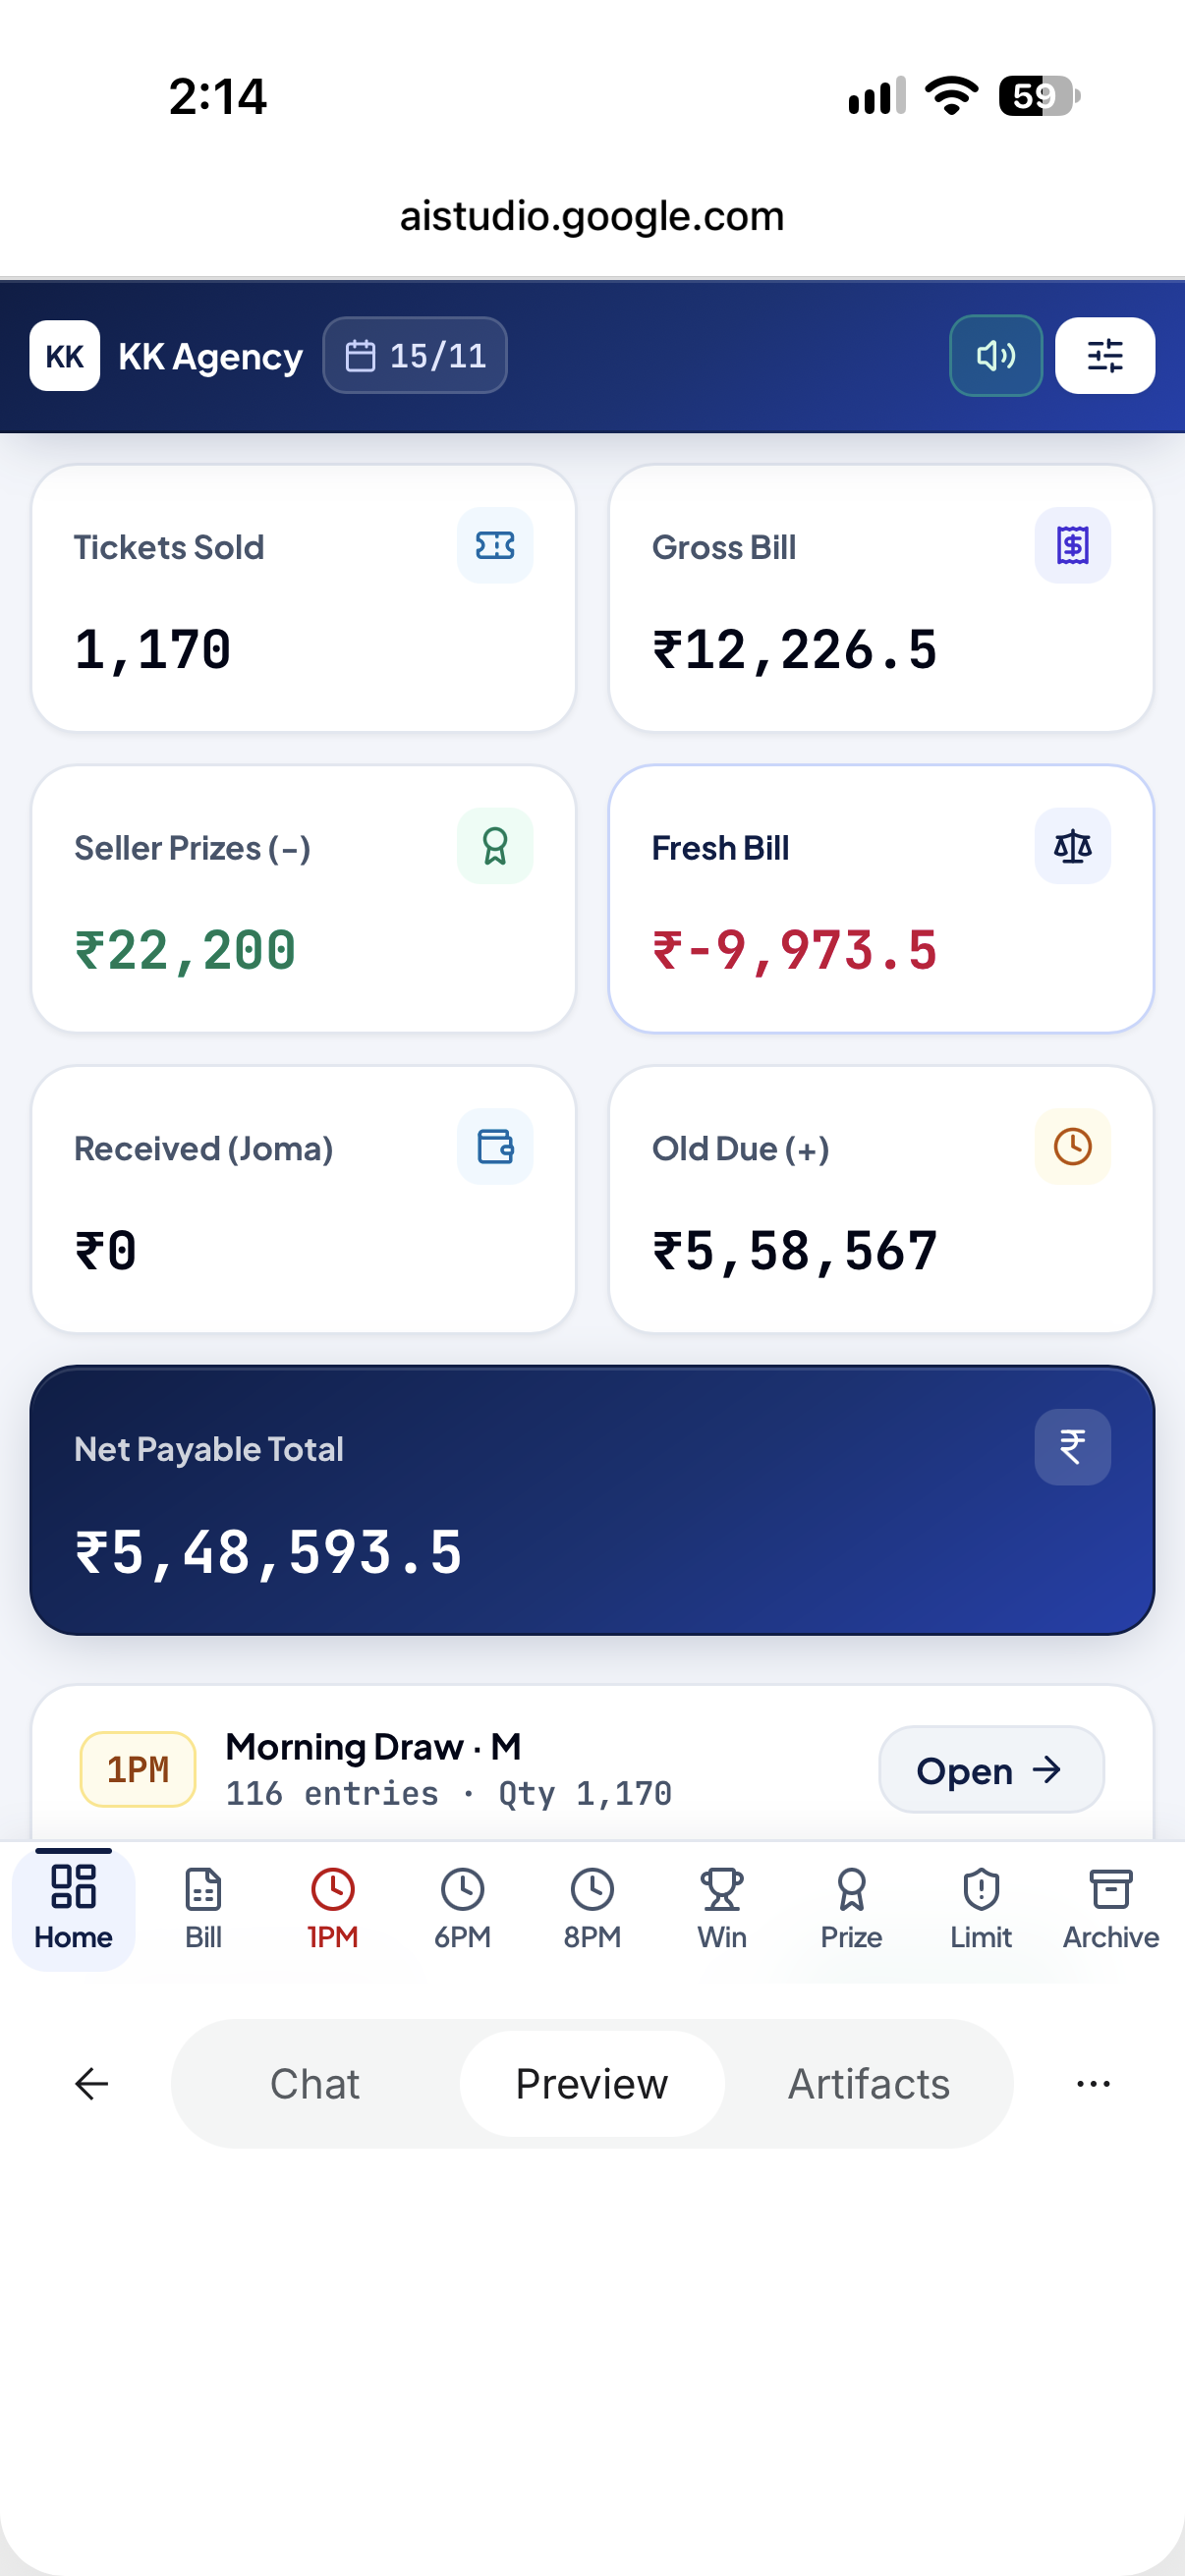 2:14
59
aistudio.google.com
KK KK Agency 15/11
Tickets Sold
1,170
Gross Bill
₹12,226.5
Seller Prizes (−)
₹22,200
Fresh Bill
₹-9,973.5
Received (Joma)
₹0
Old Due (+)
₹5,58,567
Net Payable Total
₹5,48,593.5
1PM
Morning Draw · M
116 entries · Qty 1,170
Open →
Home Bill 1PM 6PM 8PM Win Prize Limit Archive
Chat Preview Artifacts